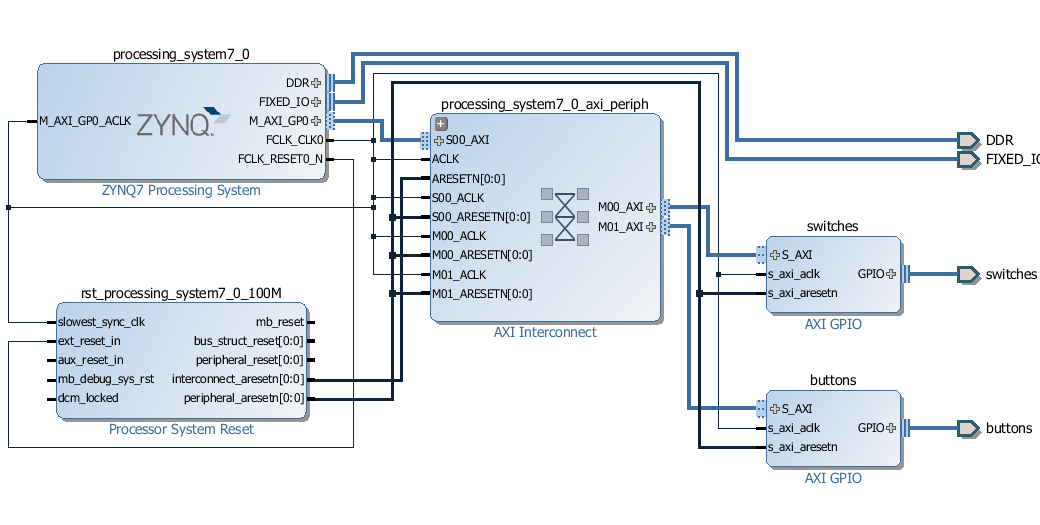 processing_system7_0
DDR
FIXED_IO
M_AXI_GP0_ACLK
ZYNQ
M_AXI_GP0
FCLK_CLK0
FCLK_RESET0_N
ZYNQ7 Processing System
processing_system7_0_axi_periph
S00_AXI
ACLK
ARESETN[0:0]
S00_ACLK
S00_ARESETN[0:0]
M00_ACLK
M00_ARESETN[0:0]
M01_ACLK
M01_ARESETN[0:0]
M00_AXI
M01_AXI
AXI Interconnect
DDR
FIXED_IO
switches
S_AXI
s_axi_aclk
s_axi_aresetn
GPIO
AXI GPIO
switches
rst_processing_system7_0_100M
slowest_sync_clk
ext_reset_in
aux_reset_in
mb_debug_sys_rst
dcm_locked
mb_reset
bus_struct_reset[0:0]
peripheral_reset[0:0]
interconnect_aresetn[0:0]
peripheral_aresetn[0:0]
Processor System Reset
buttons
S_AXI
s_axi_aclk
s_axi_aresetn
GPIO
AXI GPIO
buttons